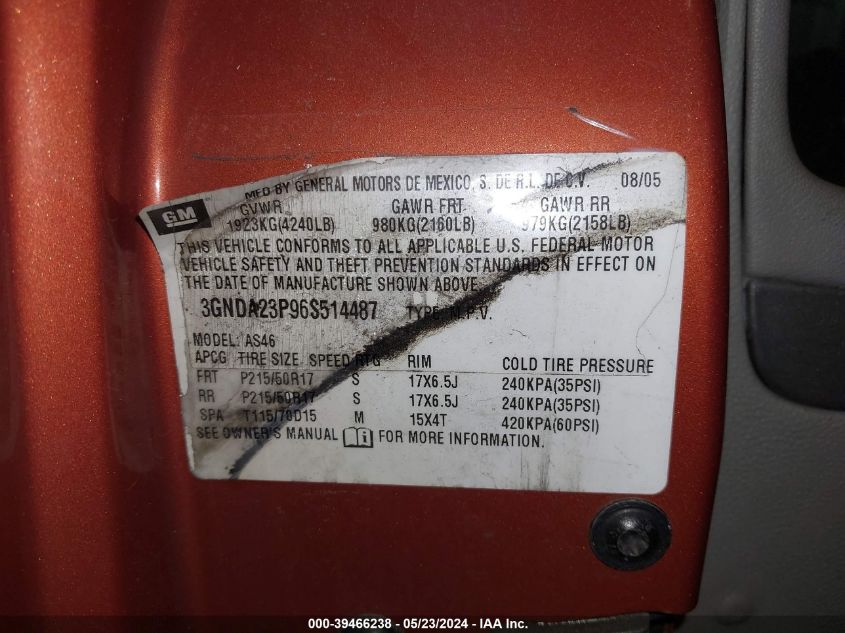 MFD BY GENERAL MOTORS DE MEXICO, S. DE R.L. DE C.V. 08/05
GM
GVWR GAWR FRT GAWR RR
1923KG(4240LB) 980KG(2160LB) 979KG(2158LB)
THIS VEHICLE CONFORMS TO ALL APPLICABLE U.S. FEDERAL MOTOR
VEHICLE SAFETY AND THEFT PREVENTION STANDARDS IN EFFECT ON
THE DATE OF MANUFACTURE SHOWN ABOVE.
3GNDA23P96S514487 TYPE: M.P.V.
MODEL: AS46
APCG TIRE SIZE SPEED RTG RIM COLD TIRE PRESSURE
FRT P215/50R17 S 17X6.5J 240KPA(35PSI)
RR P215/50R17 S 17X6.5J 240KPA(35PSI)
SPA T115/70D15 M 15X4T 420KPA(60PSI)
SEE OWNER'S MANUAL FOR MORE INFORMATION.
000-39466238 - 05/23/2024 - IAA Inc.